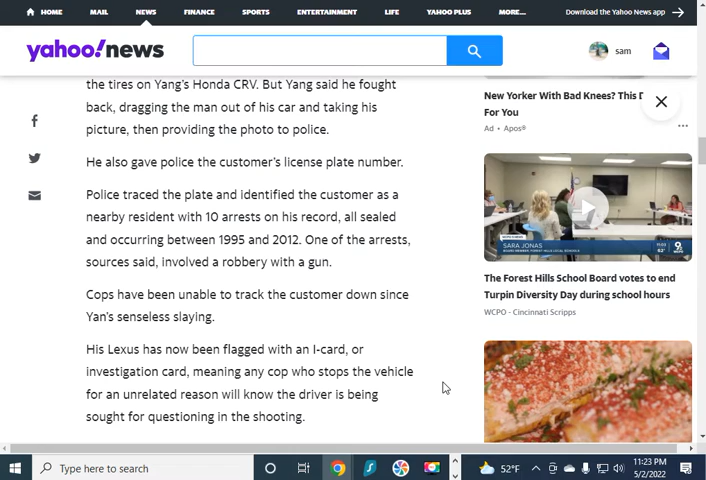 HOME MAIL NEWS FINANCE SPORTS ENTERTAINMENT LIFE YAHOO PLUS MORE... Download the Yahoo News app
yahoo!news
sam
the tires on Yang's Honda CRV. But Yang said he fought
back, dragging the man out of his car and taking his
picture, then providing the photo to police.
He also gave police the customer's license plate number.
Police traced the plate and identified the customer as a
nearby resident with 10 arrests on his record, all sealed
and occurring between 1995 and 2012. One of the arrests,
sources said, involved a robbery with a gun.
Cops have been unable to track the customer down since
Yan's senseless slaying.
His Lexus has now been flagged with an I-card, or
investigation card, meaning any cop who stops the vehicle
for an unrelated reason will know the driver is being
sought for questioning in the shooting.
New Yorker With Bad Knees? This
For You
Ad • Apos®
SARA JONAS
9
The Forest Hills School Board votes to end
Turpin Diversity Day during school hours
WCPO - Cincinnati Scripps
Type here to search
52°F
11:23 PM
5/2/2022